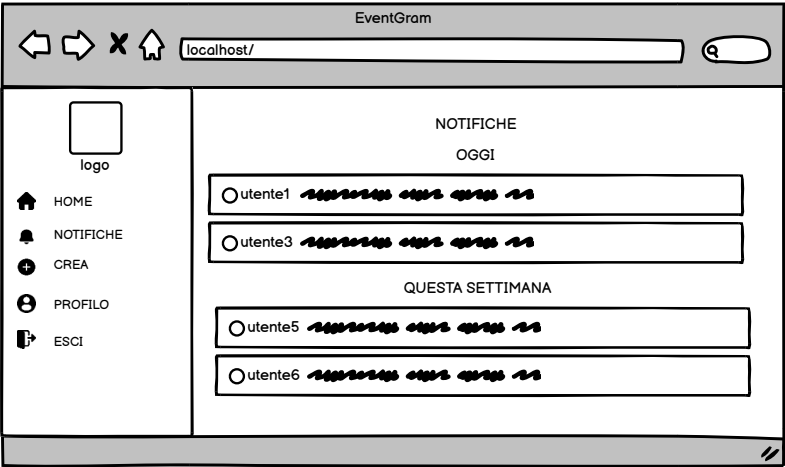 EventGram
localhost/
logo
HOME
NOTIFICHE
CREA
PROFILO
ESCI
NOTIFICHE
OGGI
utente1
utente3
QUESTA SETTIMANA
utente5
utente6